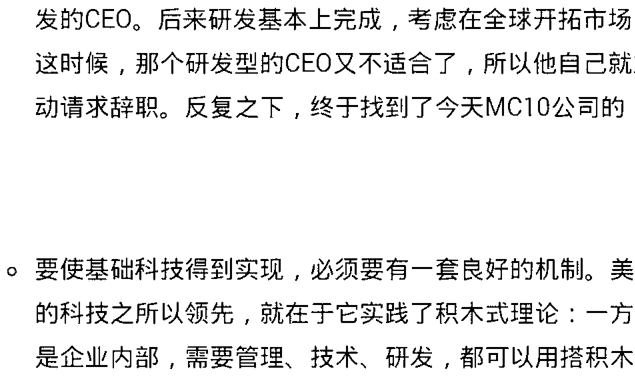 发的CEO。后来研发基本上完成，考虑在全球开拓市场
这时候，那个研发型的CEO又不适合了，所以他自己就
动请求辞职。反复之下，终于找到了今天MC10公司的
要使基础科技得到实现，必须要有一套良好的机制。美
的科技之所以领先，就在于它实践了积木式理论：一方
是企业内部，需要管理、技术、研发，都可以用搭积木